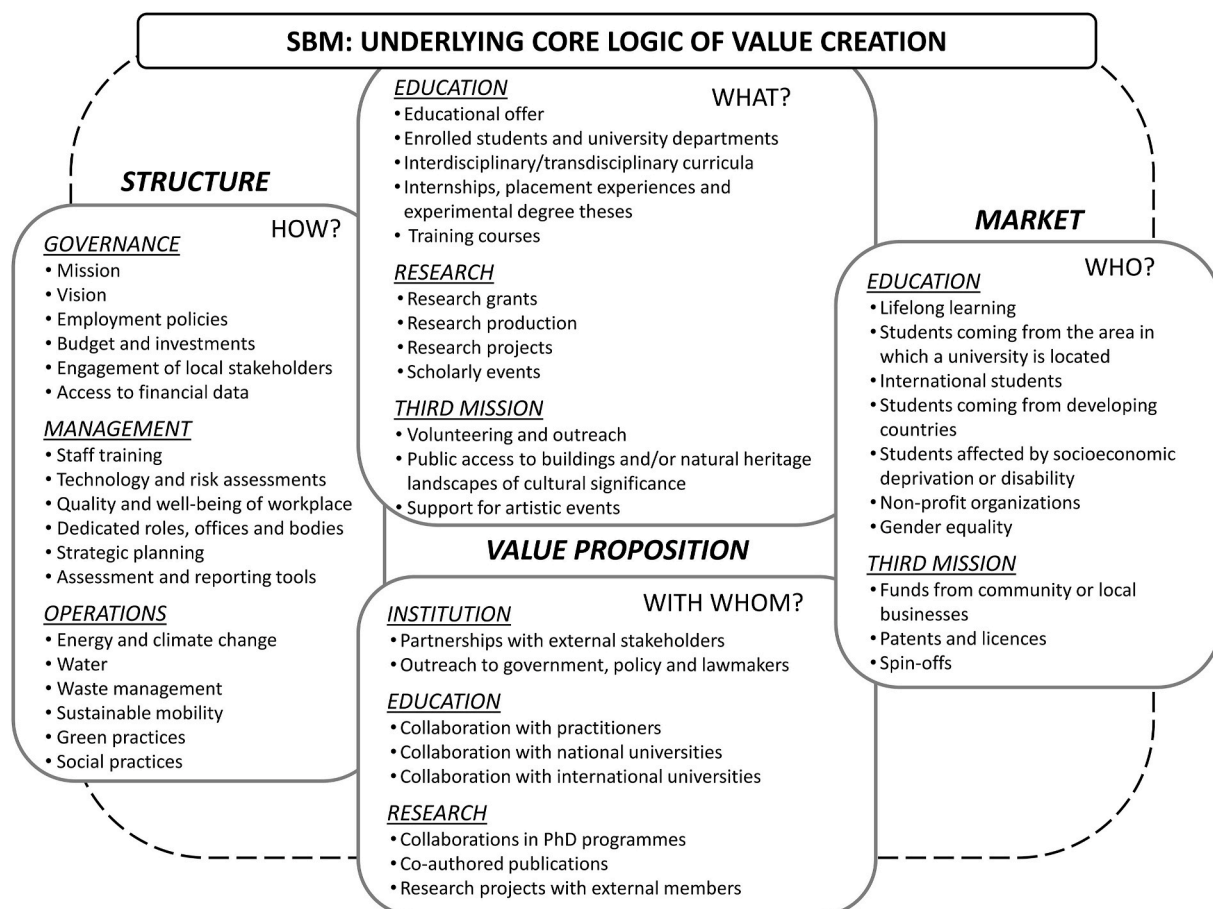 SBM: UNDERLYING CORE LOGIC OF VALUE CREATION
STRUCTURE
HOW?
GOVERNANCE
• Mission
• Vision
• Employment policies
• Budget and investments
• Engagement of local stakeholders
• Access to financial data
MANAGEMENT
• Staff training
• Technology and risk assessments
• Quality and well-being of workplace
• Dedicated roles, offices and bodies
• Strategic planning
• Assessment and reporting tools
OPERATIONS
• Energy and climate change
• Water
• Waste management
• Sustainable mobility
• Green practices
• Social practices
WHAT?
EDUCATION
• Educational offer
• Enrolled students and university departments
• Interdisciplinary/transdisciplinary curricula
• Internships, placement experiences and
experimental degree theses
• Training courses
RESEARCH
• Research grants
• Research production
• Research projects
• Scholarly events
THIRD MISSION
• Volunteering and outreach
• Public access to buildings and/or natural heritage
landscapes of cultural significance
• Support for artistic events
VALUE PROPOSITION
WITH WHOM?
INSTITUTION
• Partnerships with external stakeholders
• Outreach to government, policy and lawmakers
EDUCATION
• Collaboration with practitioners
• Collaboration with national universities
• Collaboration with international universities
RESEARCH
• Collaborations in PhD programmes
• Co-authored publications
• Research projects with external members
MARKET
WHO?
EDUCATION
• Lifelong learning
• Students coming from the area in
which a university is located
• International students
• Students coming from developing
countries
• Students affected by socioeconomic
deprivation or disability
• Non-profit organizations
• Gender equality
THIRD MISSION
• Funds from community or local
businesses
• Patents and licences
• Spin-offs